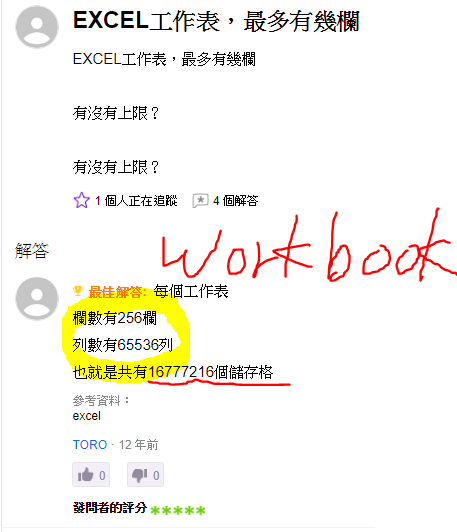 EXCEL工作表，最多有幾欄
EXCEL工作表，最多有幾欄
有沒有上限？
有沒有上限？
1 個人正在追蹤 4 個解答
workbook
解答
最佳解答: 每個工作表
欄數有256欄
列數有65536列
也就是共有16777216個儲存格
參考資料：
excel
TORO · 12 年前
0 0
發問者的評分